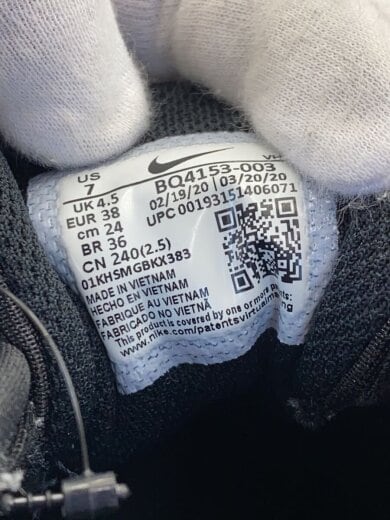 US 7
UK 4.5
EUR 38
cm 24
BR 36
CN 240(2.5)
BQ4153-003
02/19/20 03/20/20
UPC 00193151406071
01KHSMGBKX383
MADE IN VIETNAM
HECHO EN VIETNAM
FABRIQUE AU VIETNAM
FABRICADO NO VIETNÃ
This product is covered by one or more patents:
www.nike.com/patentsvirtualmarking